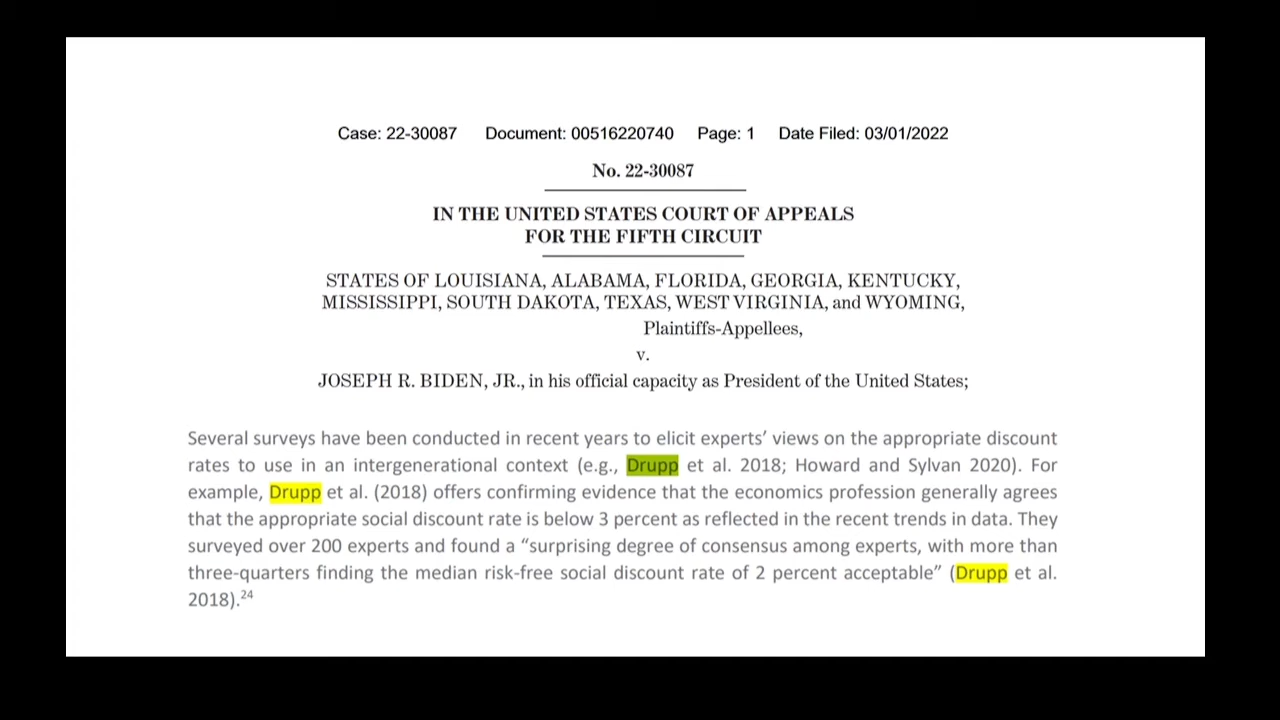 Case: 22-30087 Document: 00516220740 Page: 1 Date Filed: 03/01/2022
No. 22-30087
IN THE UNITED STATES COURT OF APPEALS
FOR THE FIFTH CIRCUIT
STATES OF LOUISIANA, ALABAMA, FLORIDA, GEORGIA, KENTUCKY,
MISSISSIPPI, SOUTH DAKOTA, TEXAS, WEST VIRGINIA, and WYOMING,
Plaintiffs-Appellees,
v.
JOSEPH R. BIDEN, JR., in his official capacity as President of the United States;
Several surveys have been conducted in recent years to elicit experts’ views on the appropriate discount
rates to use in an intergenerational context (e.g., Drupp et al. 2018; Howard and Sylvan 2020). For
example, Drupp et al. (2018) offers confirming evidence that the economics profession generally agrees
that the appropriate social discount rate is below 3 percent as reflected in the recent trends in data. They
surveyed over 200 experts and found a “surprising degree of consensus among experts, with more than
three-quarters finding the median risk-free social discount rate of 2 percent acceptable” (Drupp et al.
2018).24